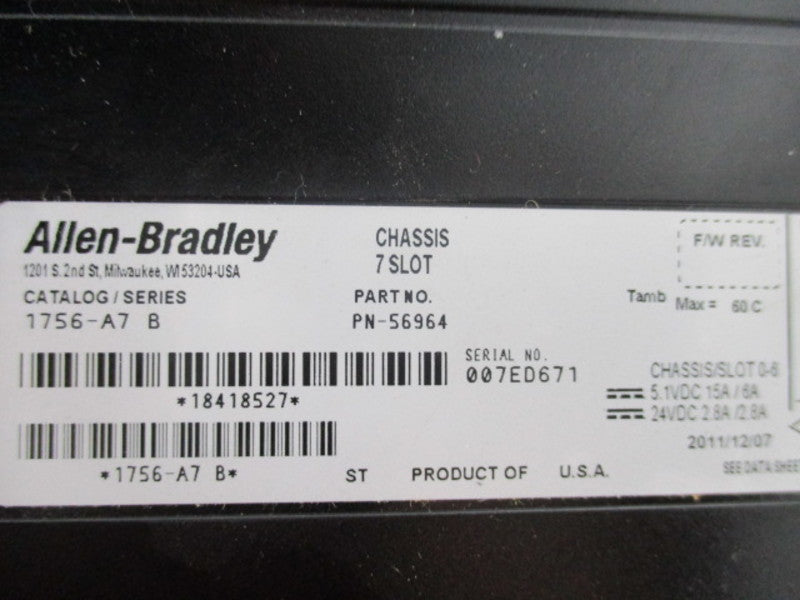 Allen-Bradley
1201 S. 2nd St, Milwaukee, WI 53204-USA
CHASSIS
7 SLOT
F/W REV.
CATALOG / SERIES
1756-A7 B
PART NO.
PN-56964
Tamb Max = 60 C
*18418527*
SERIAL NO.
007ED671
CHASSIS/SLOT 0-6
5.1VDC 15A / 6A
24VDC 2.8A /2.8A
2011/12/07
*1756-A7 B*
ST PRODUCT OF U.S.A.
SEE DATA SHEET